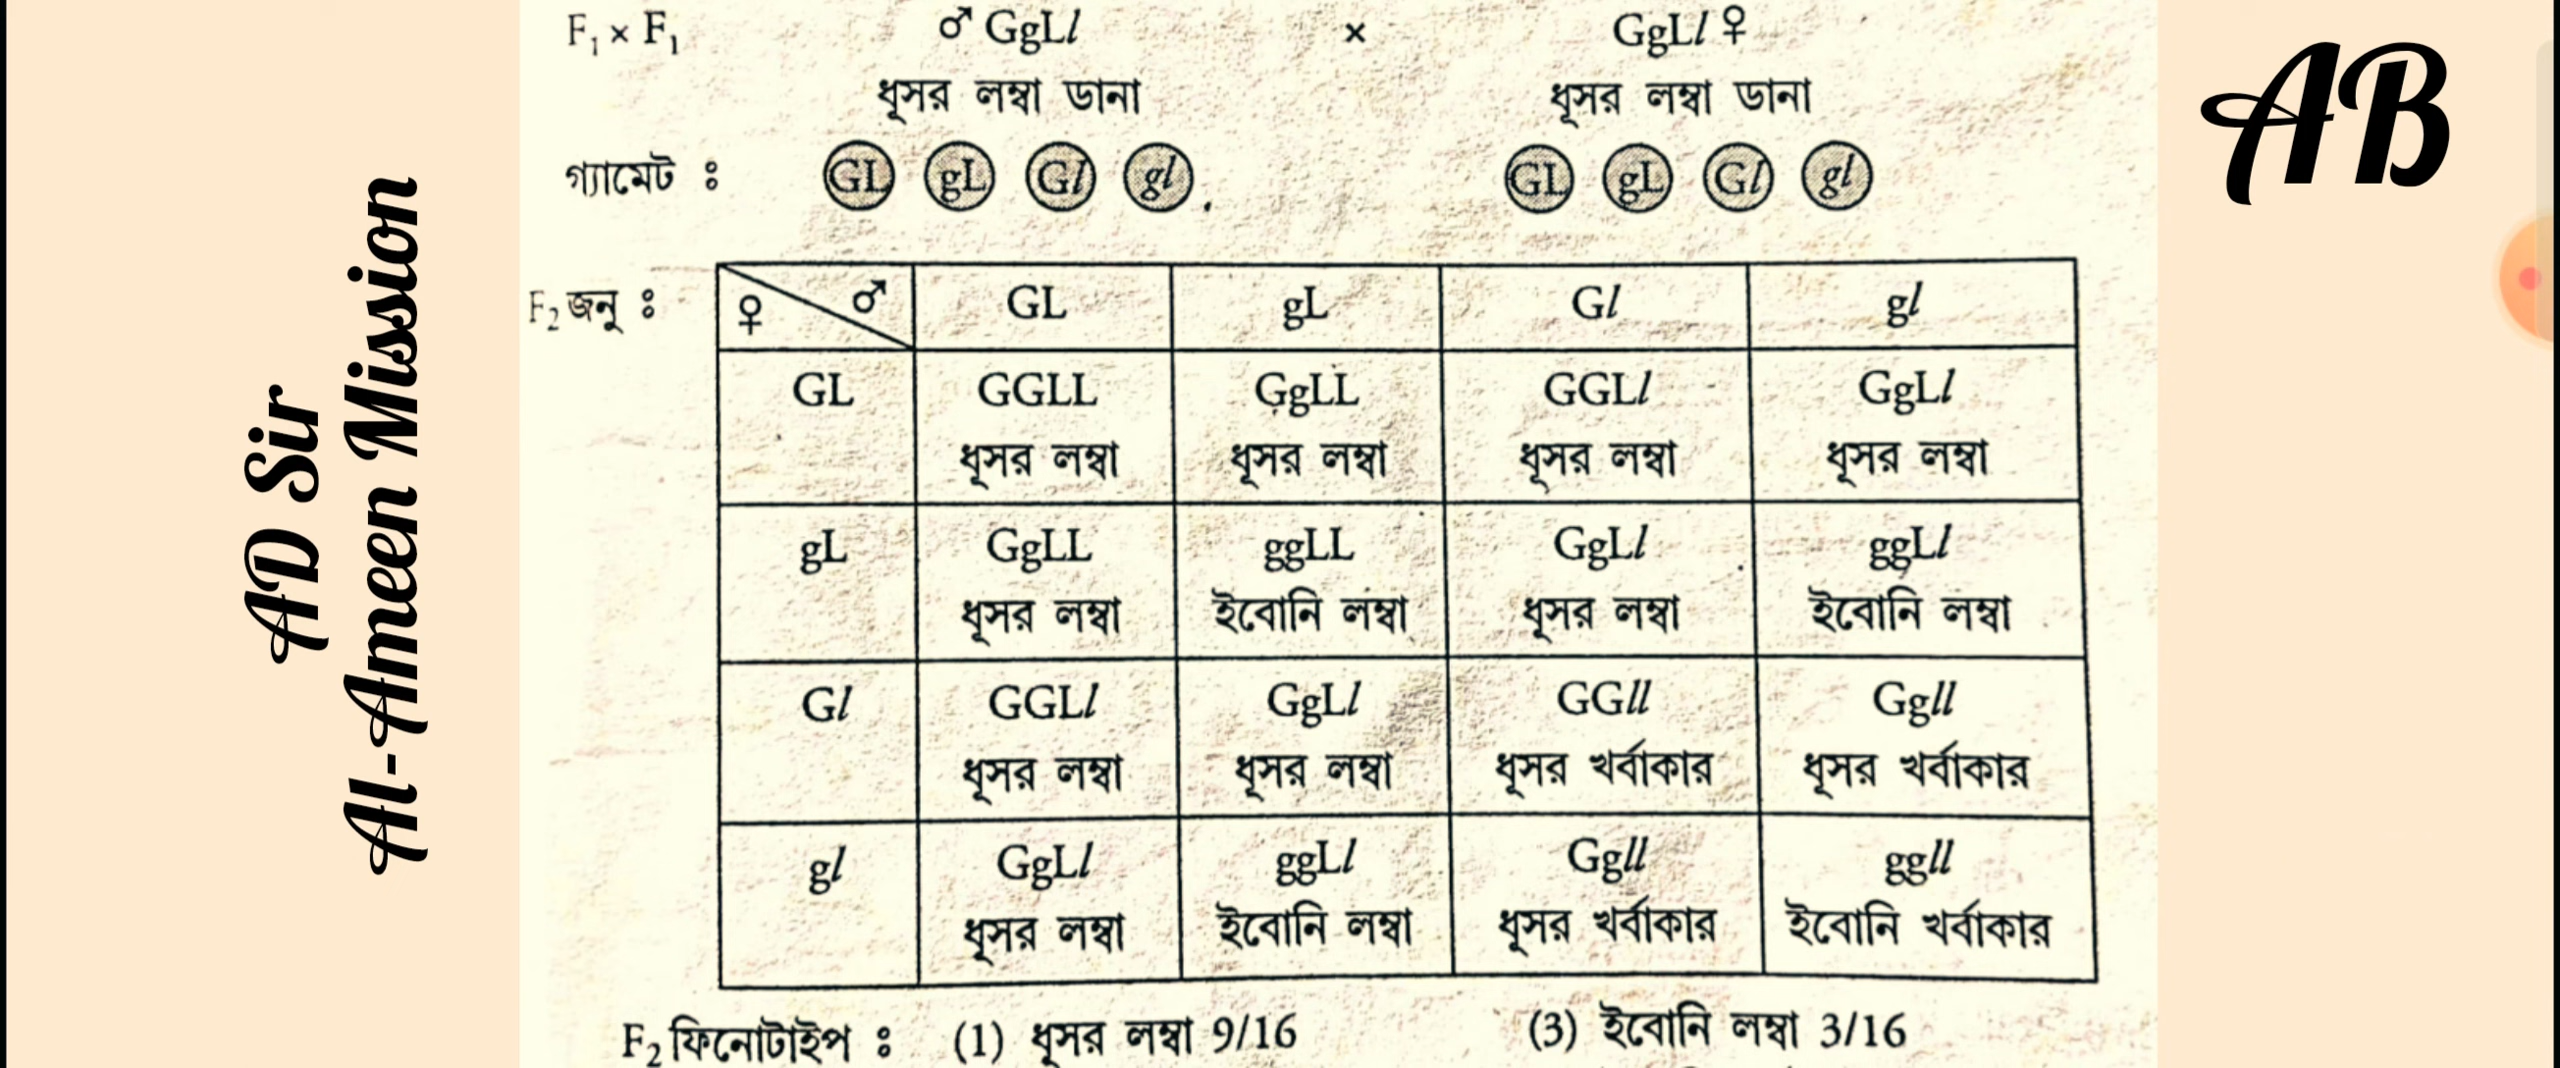 F₁ × F₁ ♂ GgLl × GgLl ♀
ধূসর লম্বা ডানা ধূসর লম্বা ডানা
গ্যামেট : GL gL Gl gl . GL gL Gl gl
F₂ জনু : ♀ ♂ GL gL Gl gl
GL GGLL GgLL GGLl GgLl
ধূসর লম্বা ধূসর লম্বা ধূসর লম্বা ধূসর লম্বা
gL GgLL ggLL GgLl ggLl
ধূসর লম্বা ইবোনি লম্বা ধূসর লম্বা ইবোনি লম্বা
Gl GGLl GgLl GGll Ggll
ধূসর লম্বা ধূসর লম্বা ধূসর খর্বাকার ধূসর খর্বাকার
gl GgLl ggLl Ggll ggll
ধূসর লম্বা ইবোনি লম্বা ধূসর খর্বাকার ইবোনি খর্বাকার
F₂ ফিনোটাইপ : (1) ধূসর লম্বা 9/16 (3) ইবোনি লম্বা 3/16
AD Sir
Al-Ameen Mission
AB